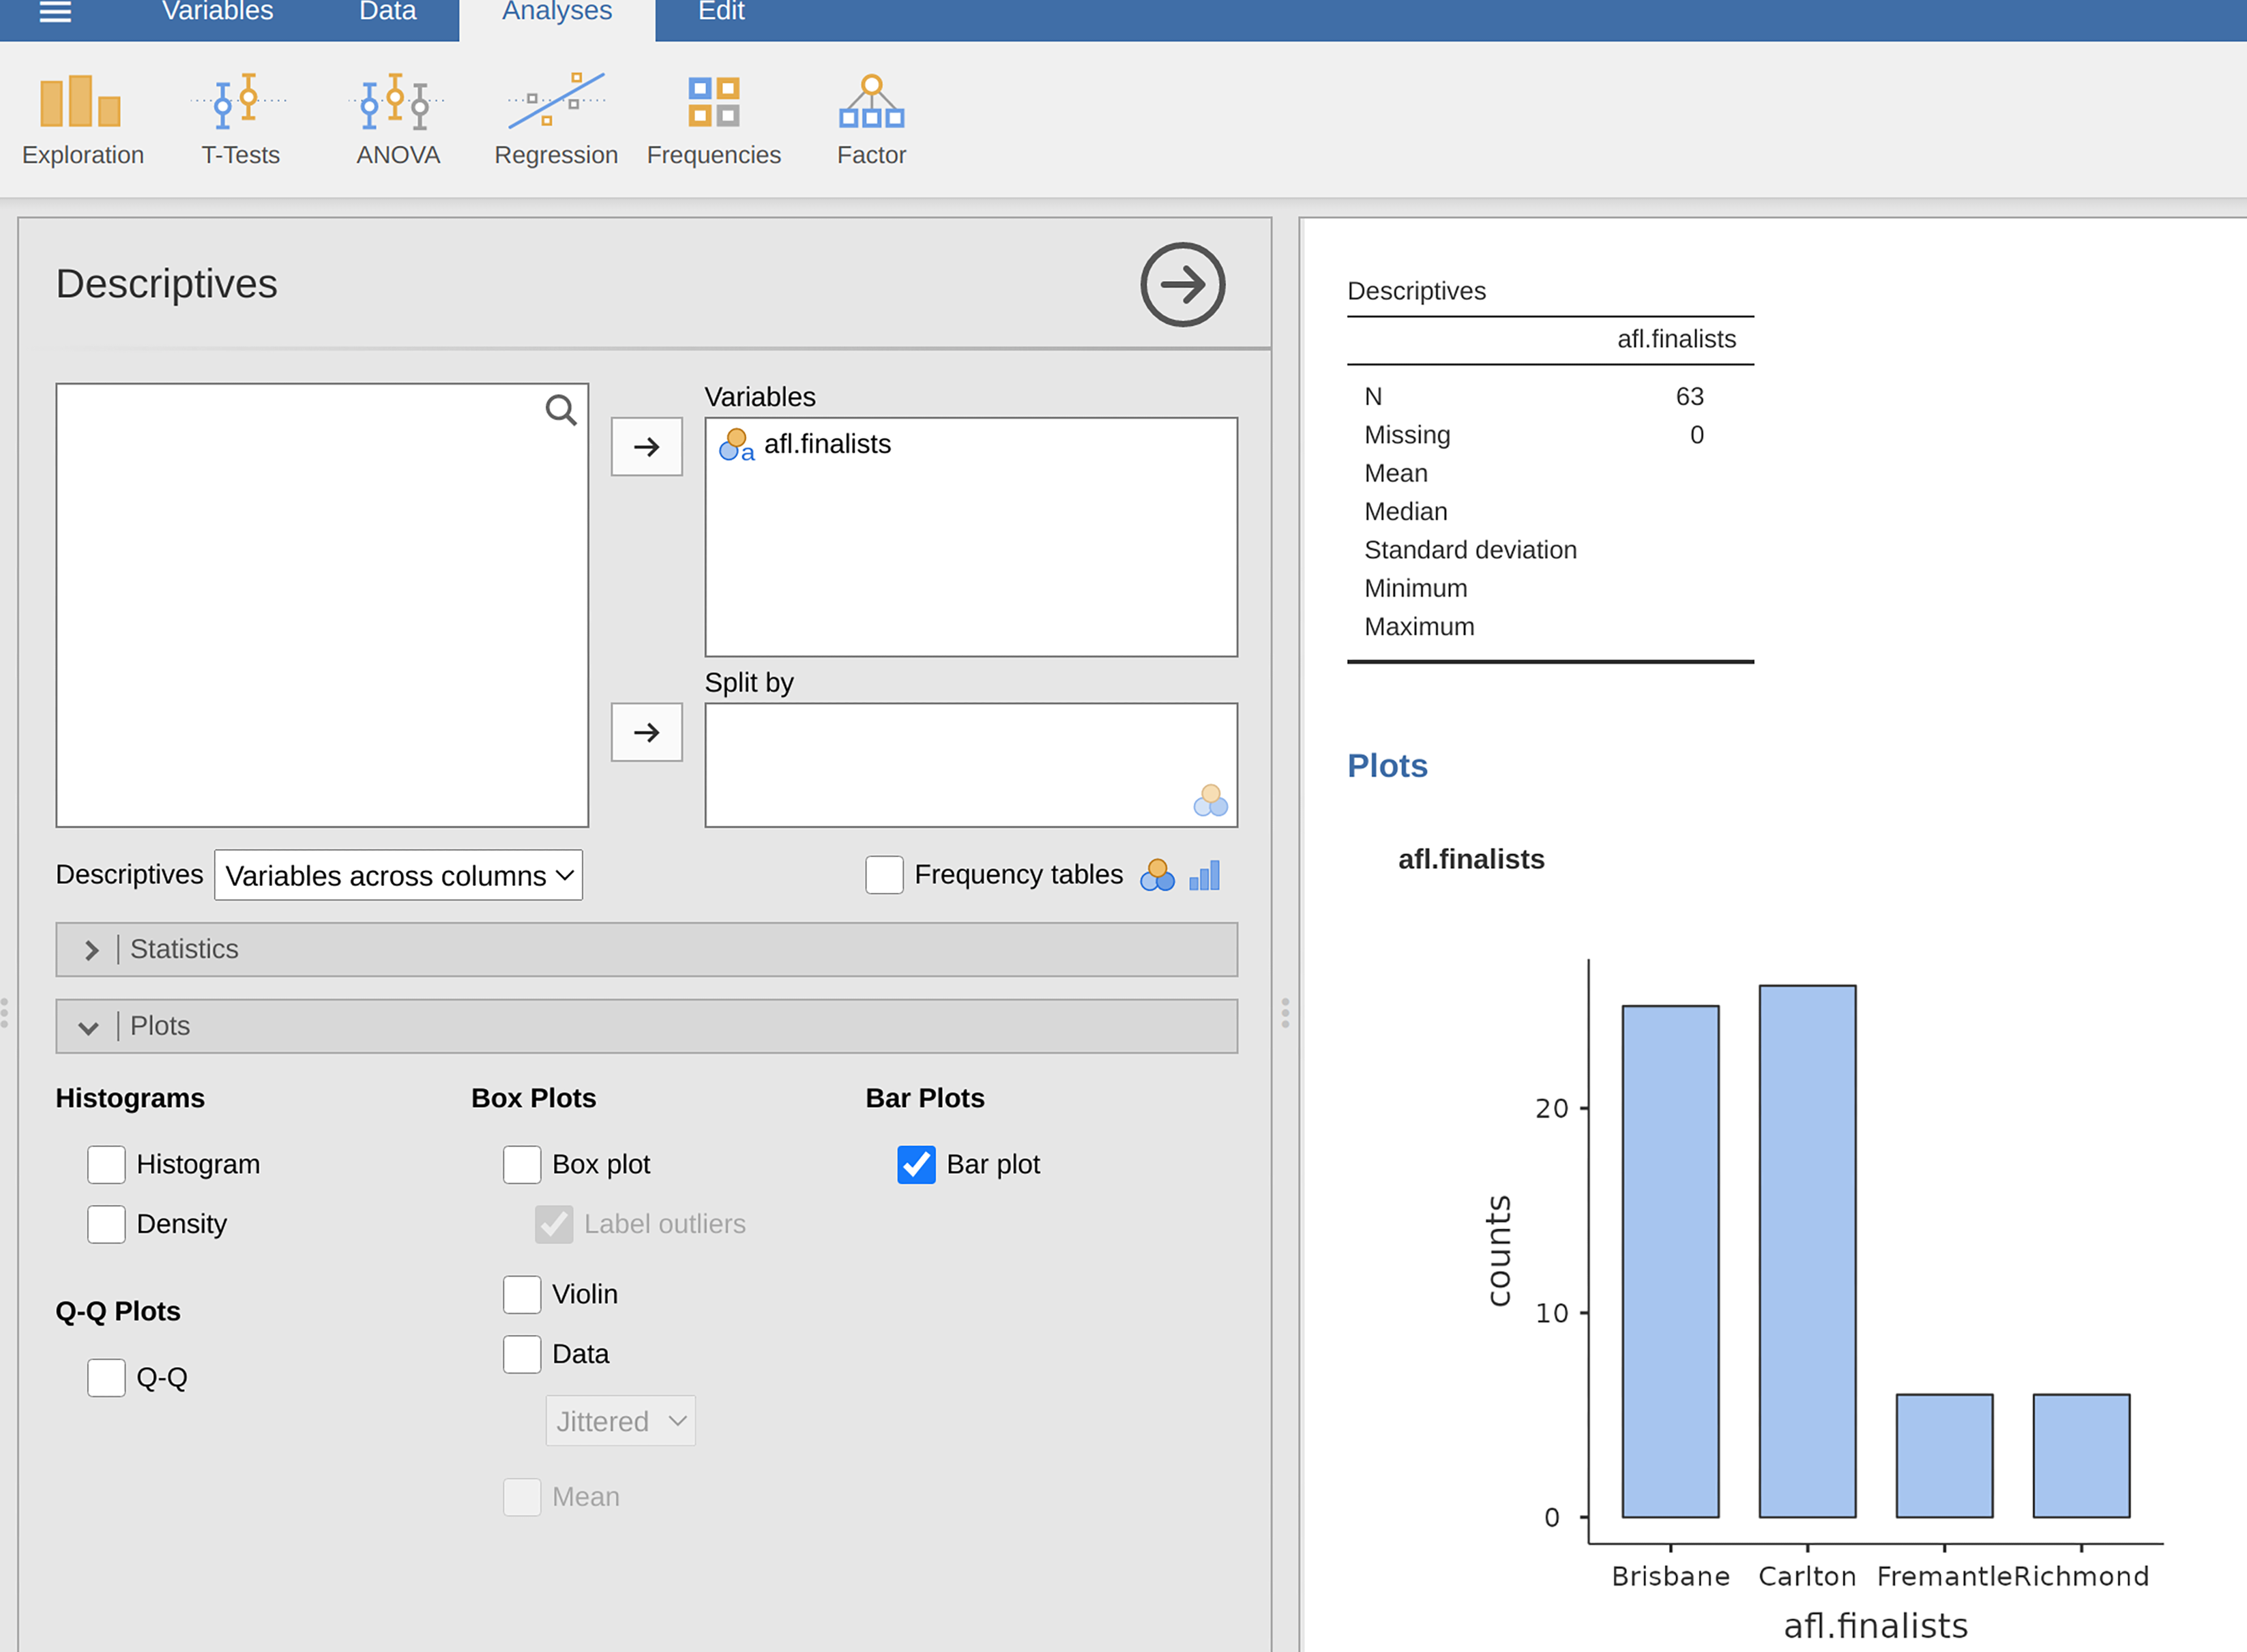 Variables Data Analyses Edit
Exploration T-Tests ANOVA Regression Frequencies Factor
Descriptives
Variables
a afl.finalists
Split by
Descriptives Variables across columns Frequency tables
Statistics
Plots
Histograms Box Plots Bar Plots
Histogram Box plot Bar plot
Density Label outliers
Violin
Q-Q Plots
Data
Q-Q
Jittered
Mean
Descriptives
afl.finalists
N 63
Missing 0
Mean
Median
Standard deviation
Minimum
Maximum
Plots
afl.finalists
20
counts
10
0
Brisbane Carlton Fremantle Richmond
afl.finalists